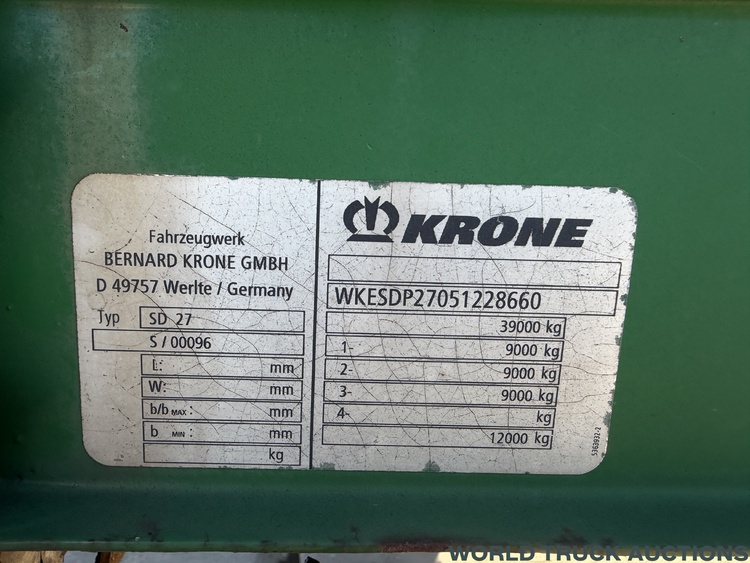 Fahrzeugwerk
BERNARD KRONE GMBH
D 49757 Werlte / Germany
Typ SD 27
S / 00096
L: mm
W: mm
b/b MAX : mm
b MIN : mm
kg
KRONE
WKESDP27051228660
39000 kg
1- 9000 kg
2- 9000 kg
3- 9000 kg
4- kg
12000 kg
5363932-2
WORLD TRUCK AUCTIONS